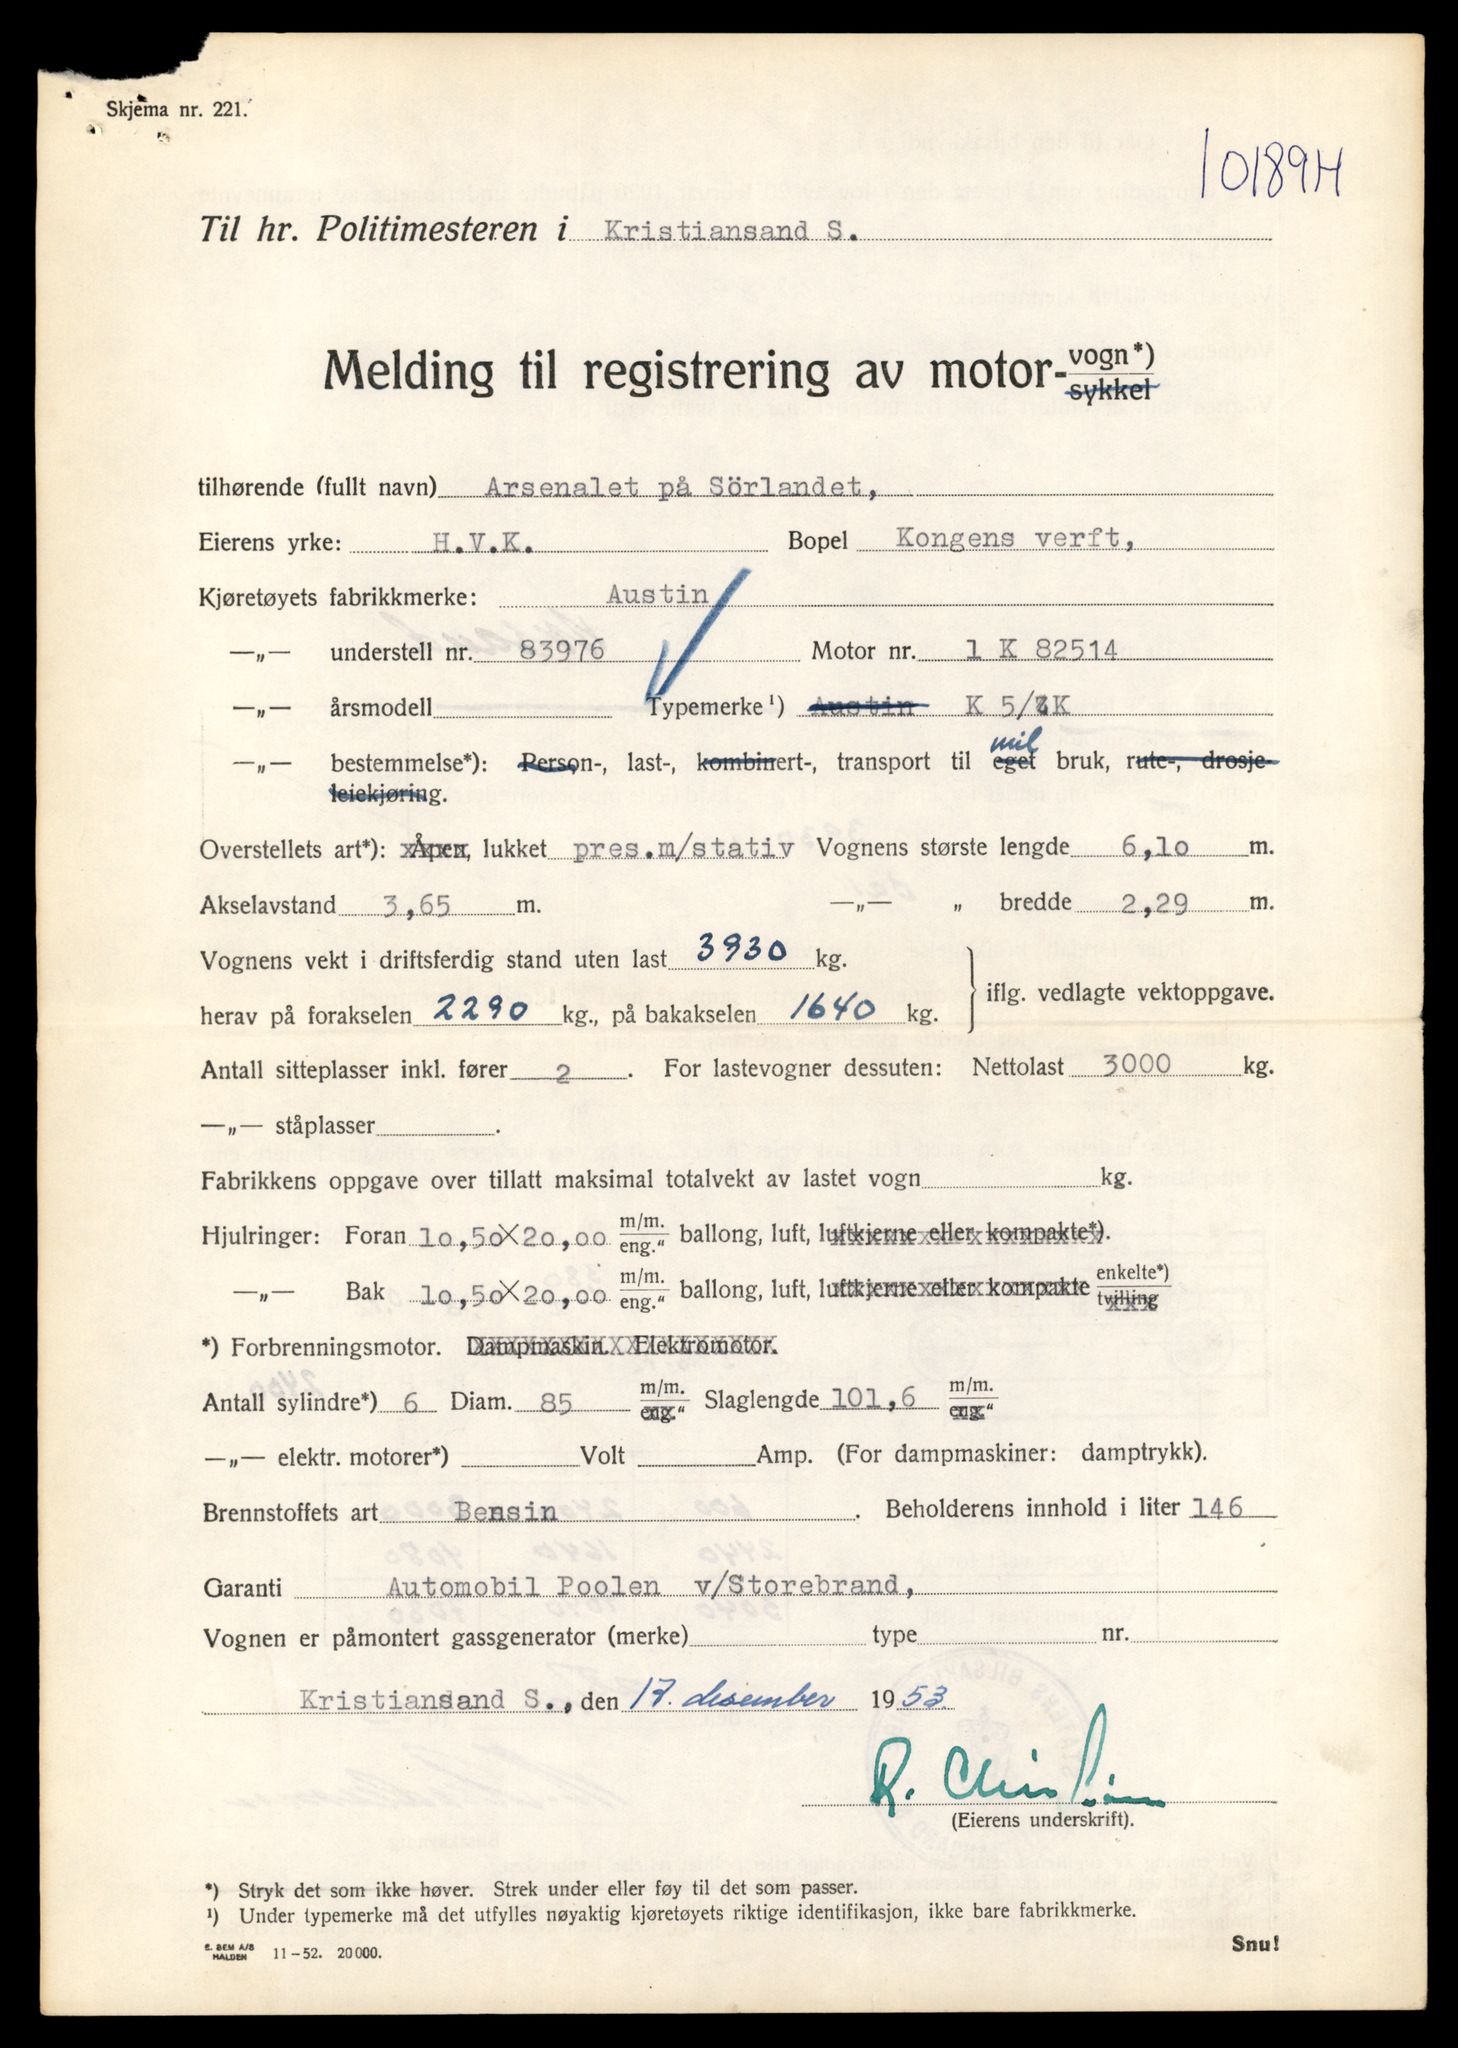 Skjema nr. 221.
10189H
Til hr. Politimesteren i Kristiansand S.
Melding til registrering av motor-vogn*)
sykkel
tilhørende (fullt navn) Arsenalet på Sörlandet,
Eierens yrke: H.V.K. Bopel Kongens verft,
Kjøretøyets fabrikkmerke: Austin
—„— understell nr. 83976 Motor nr. 1 K 82514
—„— årsmodell Typemerke¹) Austin K 5/ZK
mil
—„— bestemmelse*): Person-, last-, kombinert-, transport til eget bruk, rute-, drosje-
leiekjøring.
Overstellets art*): Åpen, lukket pres.m/stativ Vognens største lengde 6,10 m.
Akselavstand 3,65 m. —„— „ bredde 2,29 m.
Vognens vekt i driftsferdig stand uten last 3930 kg.
herav på forakselen 2290 kg., på bakakselen 1640 kg. iflg. vedlagte vektoppgave.
Antall sitteplasser inkl. fører 2. For lastevogner dessuten: Nettolast 3000 kg.
—„— ståplasser .
Fabrikkens oppgave over tillatt maksimal totalvekt av lastet vogn kg.
Hjulringer: Foran 10,50×20,00 m/m. eng.“ ballong, luft, luftkjerne eller kompakte*).
—„— Bak 10,50×20,00 m/m. eng.“ ballong, luft, luftkjerne eller kompakte enkelte*) tvilling
*) Forbrenningsmotor. Dampmaskin. Elektromotor.
Antall sylindre*) 6 Diam. 85 m/m. eng.“ Slaglengde 101,6 m/m. eng.“
—„— elektr. motorer*) Volt Amp. (For dampmaskiner: damptrykk).
Brennstoffets art Bensin . Beholderens innhold i liter 146
Garanti Automobil Poolen v/Storebrand,
Vognen er påmontert gassgenerator (merke) type nr.
Kristiansand S., den 17. desember 1953
R.
(Eierens underskrift).
*) Stryk det som ikke høver. Strek under eller føy til det som passer.
¹) Under typemerke må det utfylles nøyaktig kjøretøyets riktige identifikasjon, ikke bare fabrikkmerke.
E. SEM A/S
HALDEN 11–52. 20 000.
Snu!